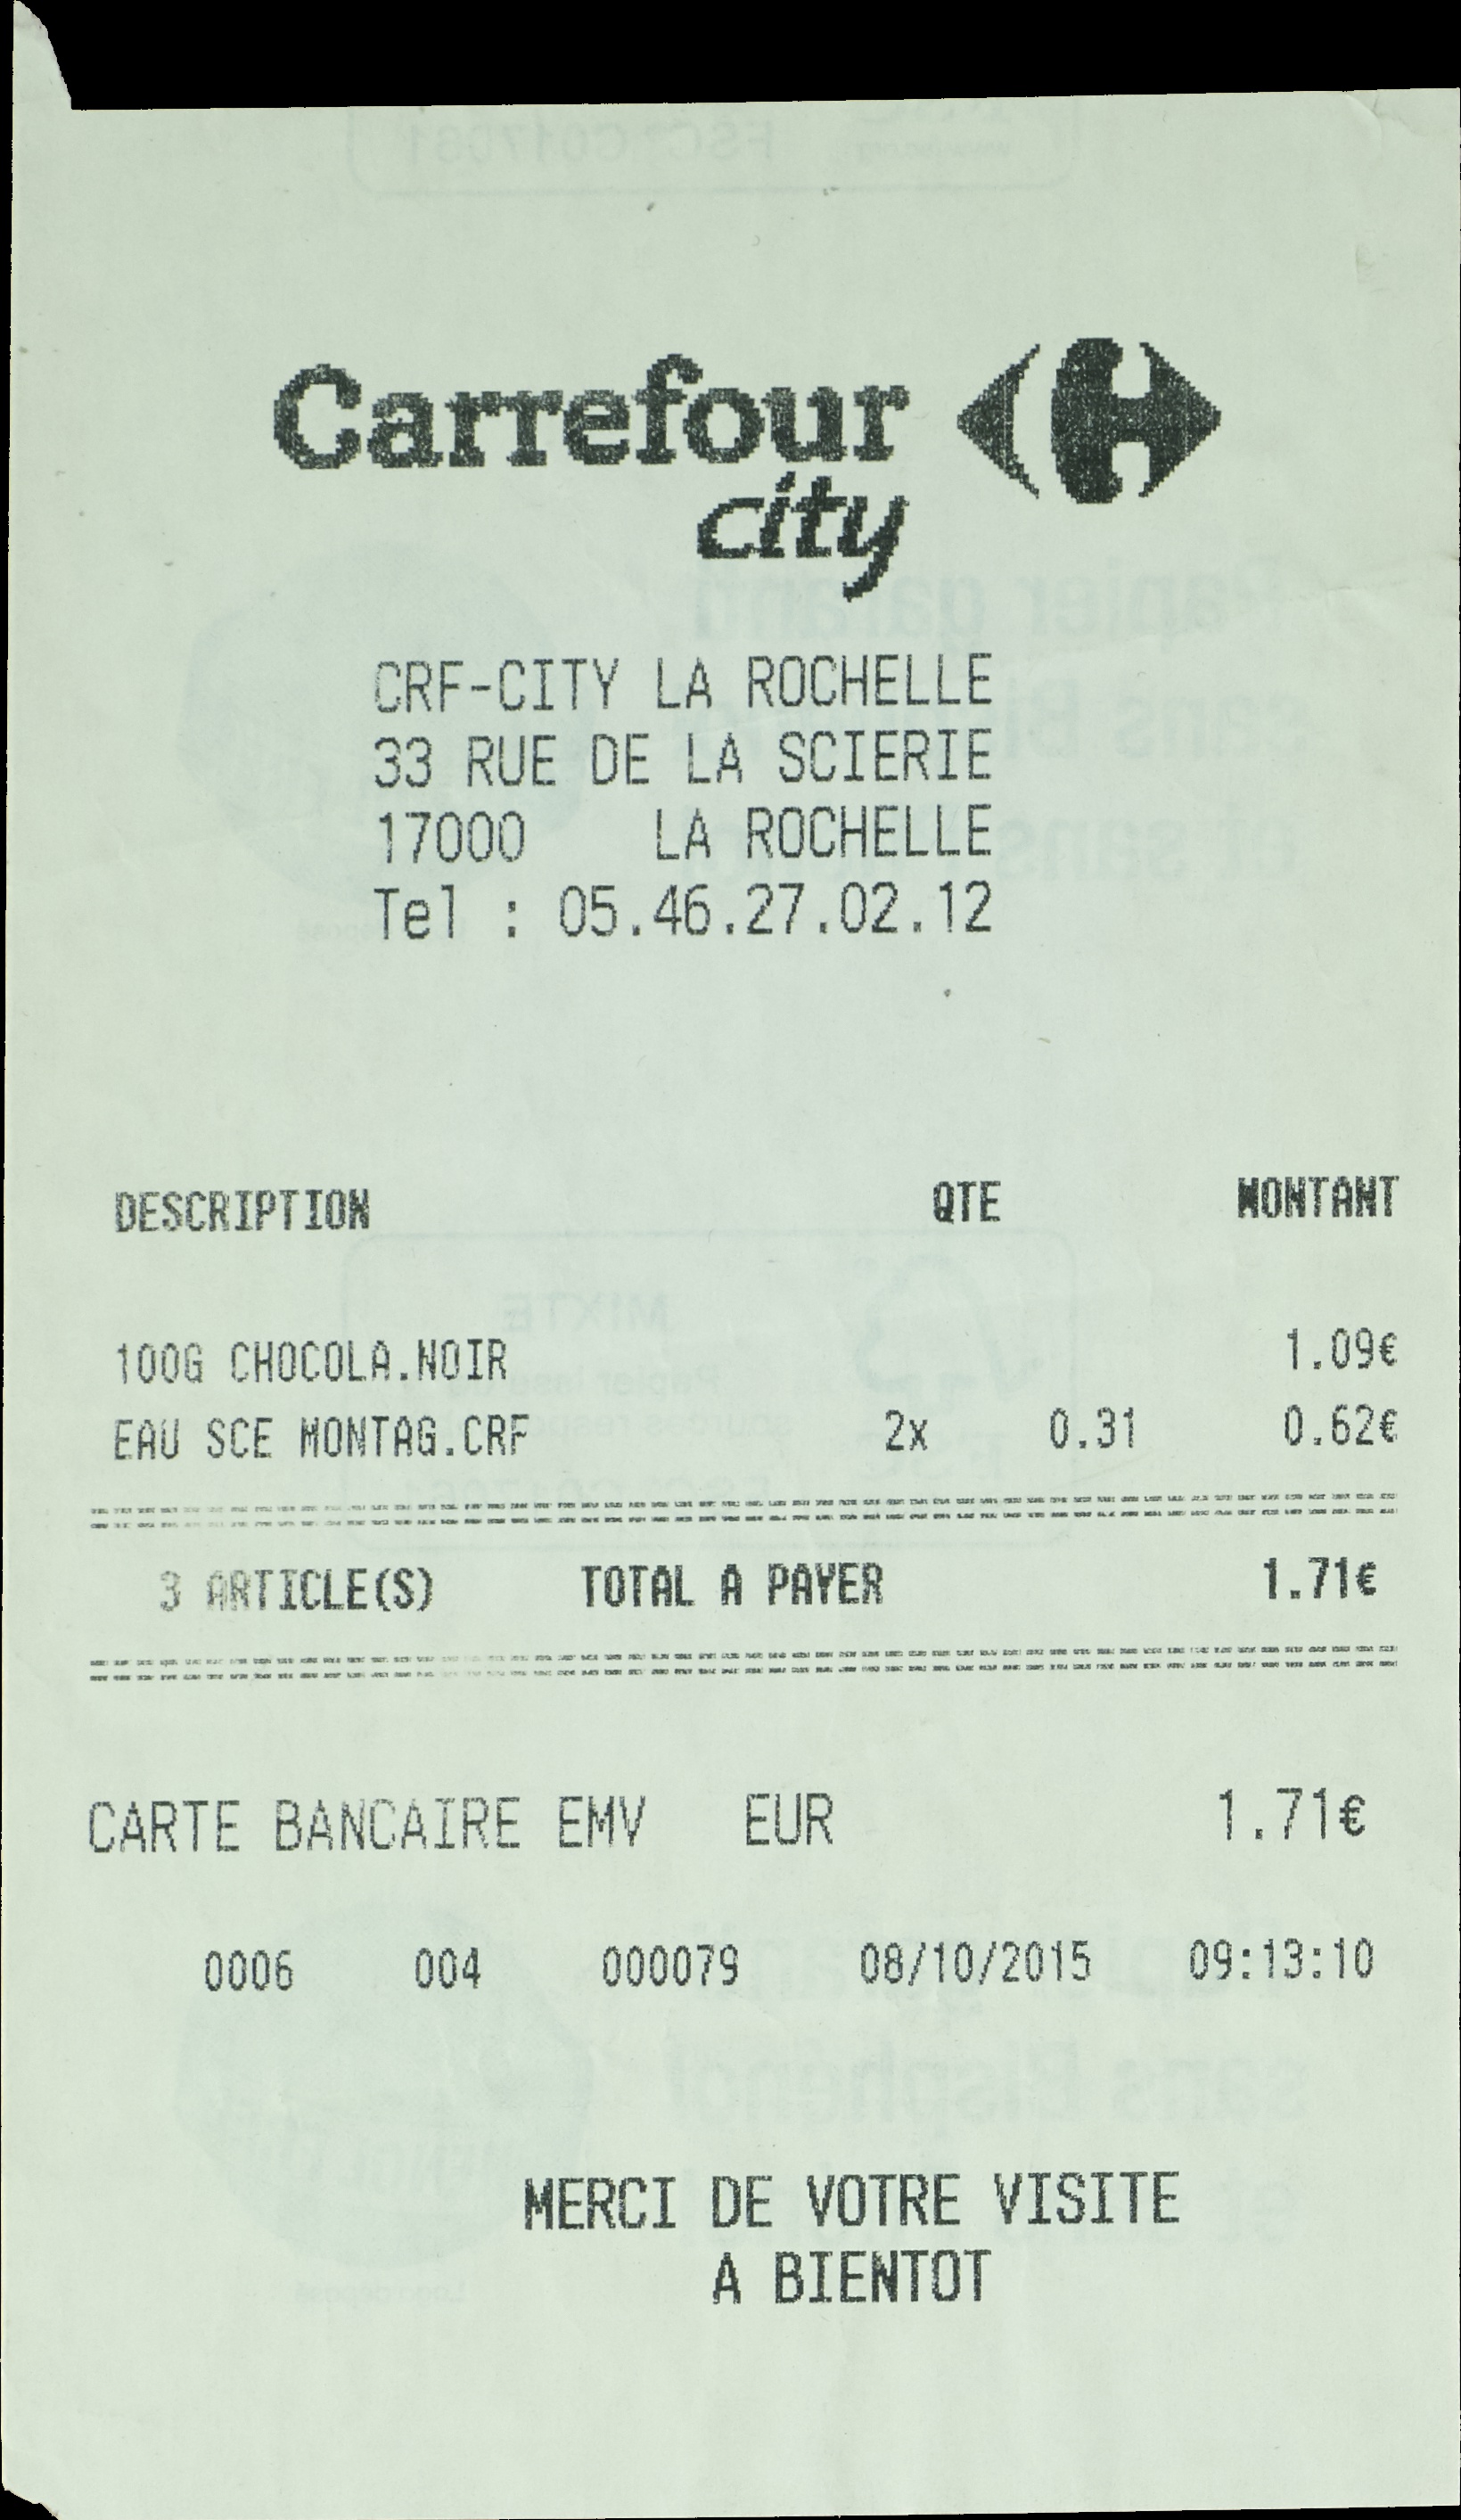 Carrefour
city
CRF-CITY LA ROCHELLE
33 RUE DE LA SCIERIE
17000 LA ROCHELLE
Tel : 05.46.27.02.12
DESCRIPTION QTE MONTANT
100G CHOCOLA.NOIR 1.09€
EAU SCE MONTAG.CRF 2x 0.31 0.62€
3 ARTICLE(S) TOTAL A PAYER 1.71€
CARTE BANCAIRE EMV EUR 1.71€
0006 004 000079 08/10/2015 09:13:10
MERCI DE VOTRE VISITE
A BIENTOT